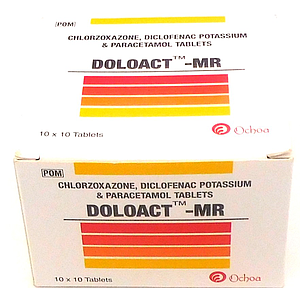 POM
CHLORZOXAZONE, DICLOFENAC POTASSIUM
& PARACETAMOL TABLETS
DOLOACT™-MR
10 x 10 Tablets
Ochoa
POM
CHLORZOXAZONE, DICLOFENAC POTASSIUM
& PARACETAMOL TABLETS
DOLOACT™-MR
10 x 10 Tablets
Ochoa